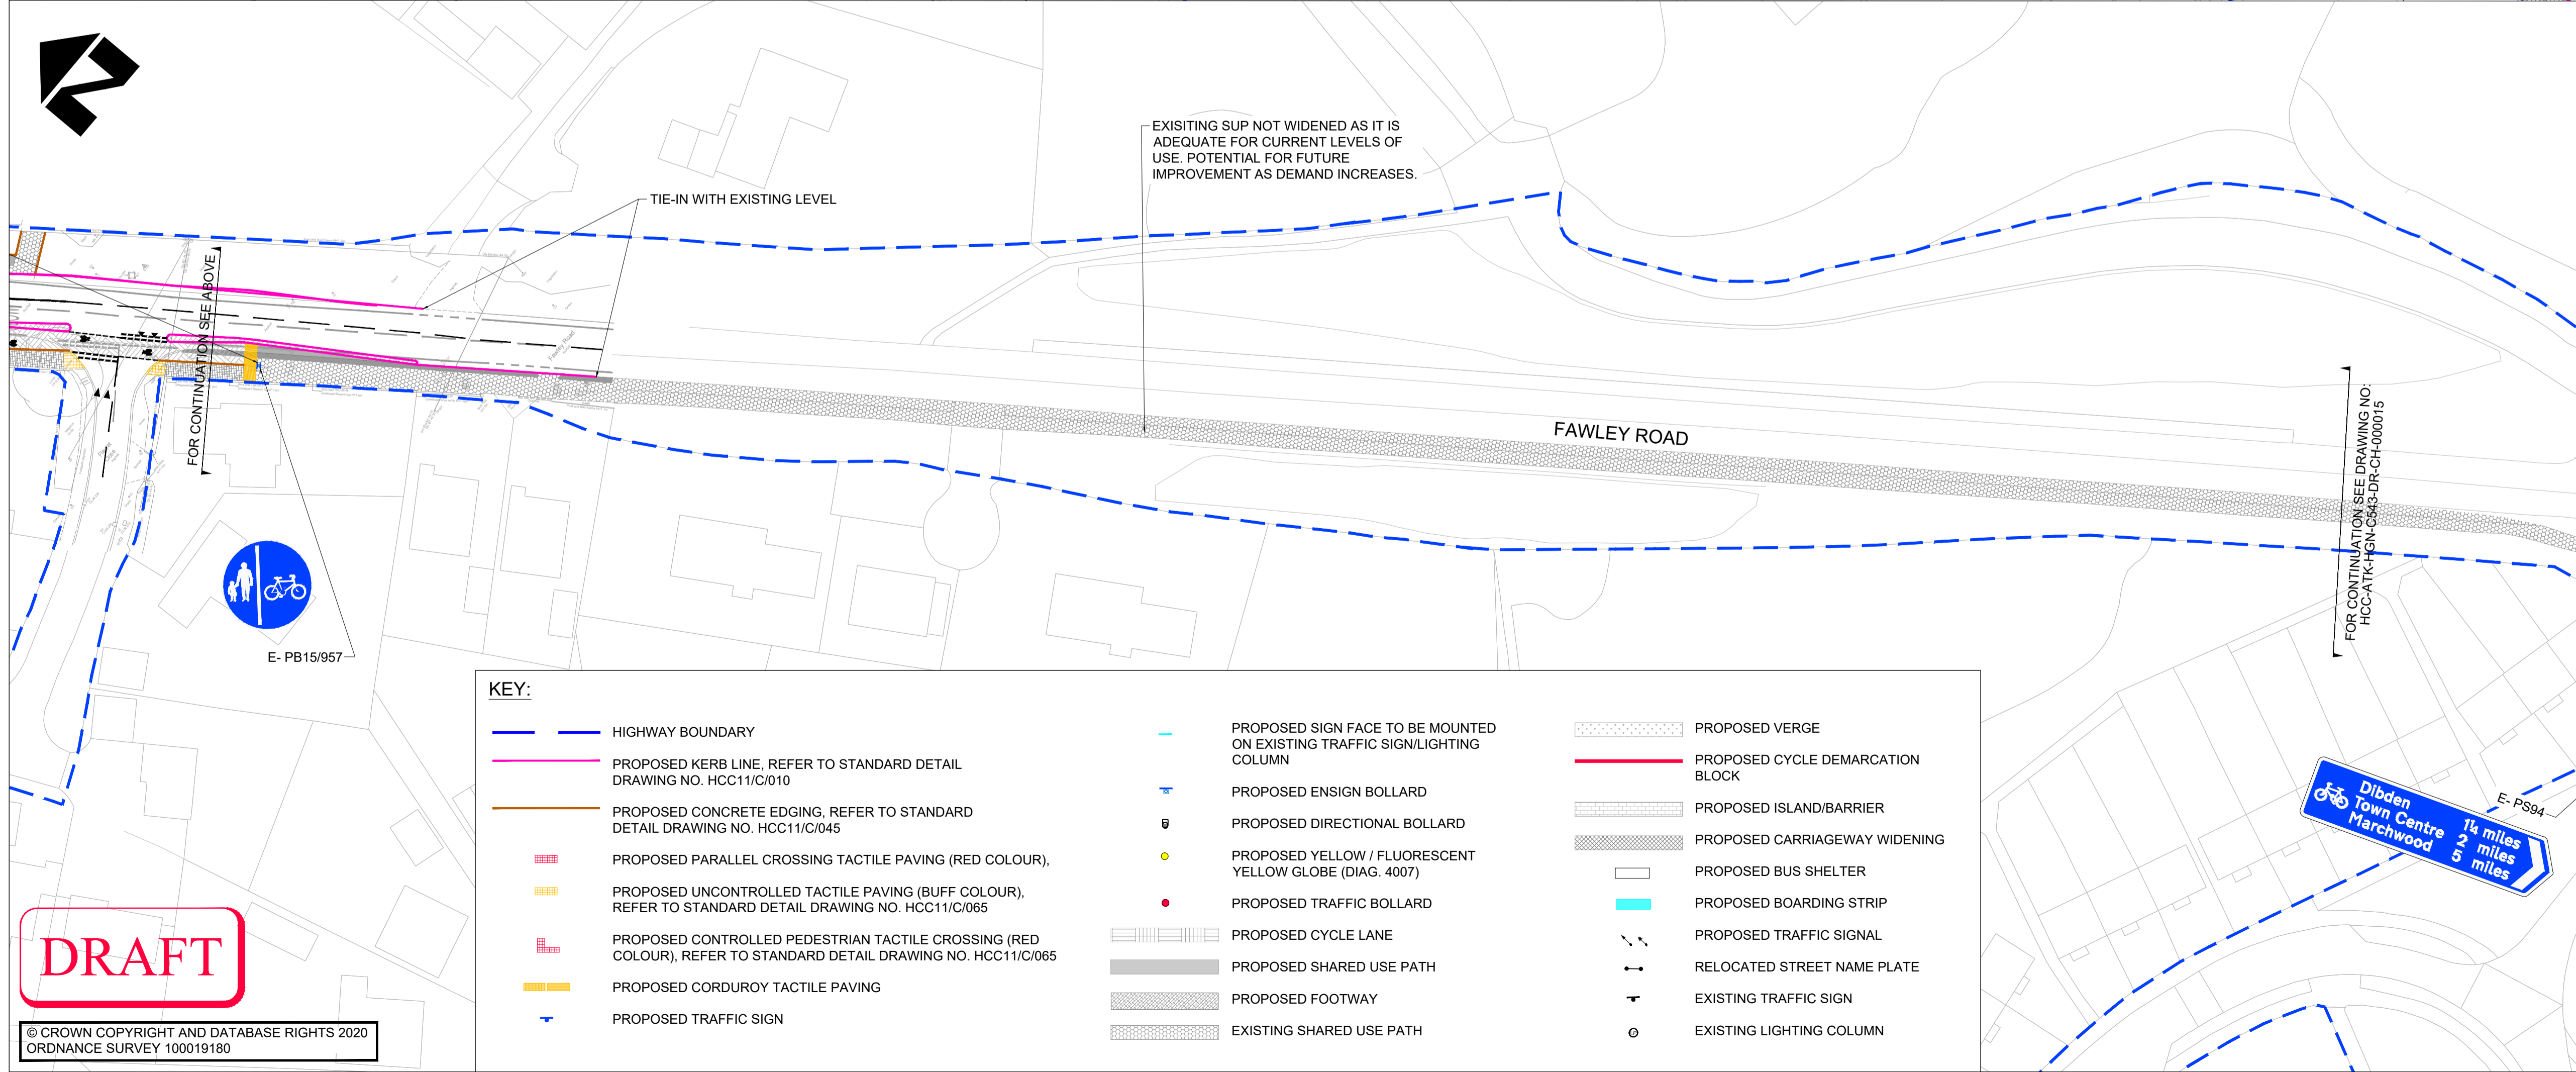 EXISITING SUP NOT WIDENED AS IT IS
ADEQUATE FOR CURRENT LEVELS OF
USE. POTENTIAL FOR FUTURE
IMPROVEMENT AS DEMAND INCREASES.
TIE-IN WITH EXISTING LEVEL
FOR CONTINUATION SEE ABOVE
Fawley Road
FAWLEY ROAD
FOR CONTINUATION SEE DRAWING NO:
HCC-ATK-HGN-C543-DR-CH-000015
E- PB15/957
KEY:
HIGHWAY BOUNDARY
PROPOSED KERB LINE, REFER TO STANDARD DETAIL
DRAWING NO. HCC11/C/010
PROPOSED CONCRETE EDGING, REFER TO STANDARD
DETAIL DRAWING NO. HCC11/C/045
PROPOSED PARALLEL CROSSING TACTILE PAVING (RED COLOUR),
PROPOSED UNCONTROLLED TACTILE PAVING (BUFF COLOUR),
REFER TO STANDARD DETAIL DRAWING NO. HCC11/C/065
PROPOSED CONTROLLED PEDESTRIAN TACTILE CROSSING (RED
COLOUR), REFER TO STANDARD DETAIL DRAWING NO. HCC11/C/065
PROPOSED CORDUROY TACTILE PAVING
PROPOSED TRAFFIC SIGN
PROPOSED SIGN FACE TO BE MOUNTED
ON EXISTING TRAFFIC SIGN/LIGHTING
COLUMN
PROPOSED ENSIGN BOLLARD
PROPOSED DIRECTIONAL BOLLARD
PROPOSED YELLOW / FLUORESCENT
YELLOW GLOBE (DIAG. 4007)
PROPOSED TRAFFIC BOLLARD
PROPOSED CYCLE LANE
PROPOSED SHARED USE PATH
PROPOSED FOOTWAY
EXISTING SHARED USE PATH
PROPOSED VERGE
PROPOSED CYCLE DEMARCATION
BLOCK
PROPOSED ISLAND/BARRIER
PROPOSED CARRIAGEWAY WIDENING
PROPOSED BUS SHELTER
PROPOSED BOARDING STRIP
PROPOSED TRAFFIC SIGNAL
RELOCATED STREET NAME PLATE
EXISTING TRAFFIC SIGN
EXISTING LIGHTING COLUMN
E- PS94
Dibden 1¼ miles
Town Centre 2 miles
Marchwood 5 miles
DRAFT
© CROWN COPYRIGHT AND DATABASE RIGHTS 2020
ORDNANCE SURVEY 100019180